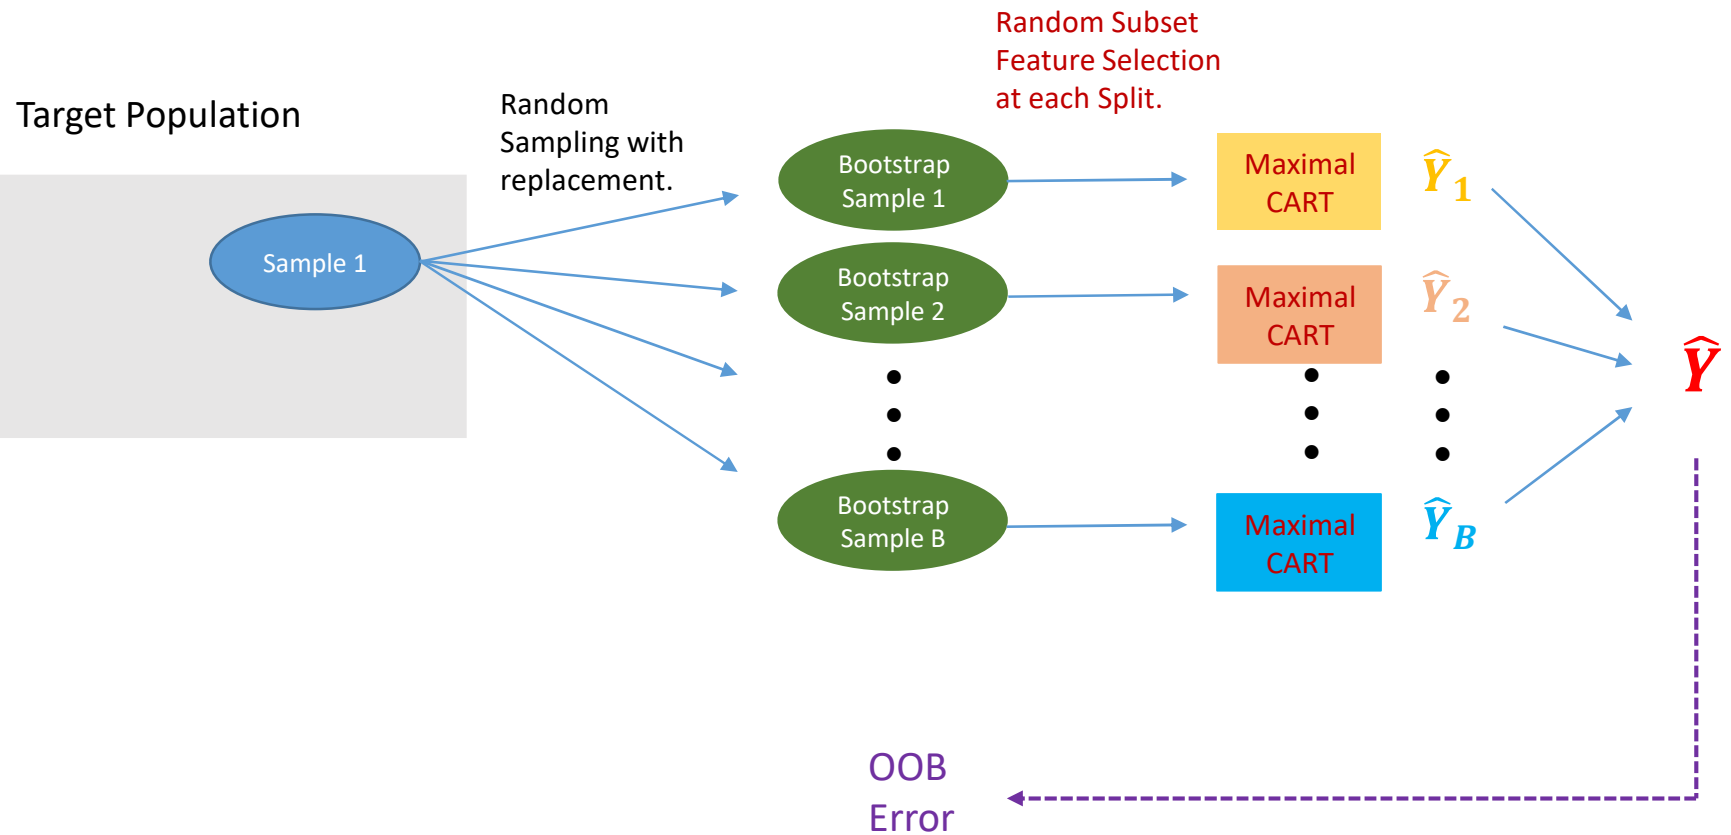 Target Population
Sample 1
Random
Sampling with
replacement.
Random Subset
Feature Selection
at each Split.
Bootstrap
Sample 1
Maximal
CART
Ŷ₁
Bootstrap
Sample 2
Maximal
CART
Ŷ₂
Bootstrap
Sample B
Maximal
CART
Ŷ_B
Ŷ
OOB
Error